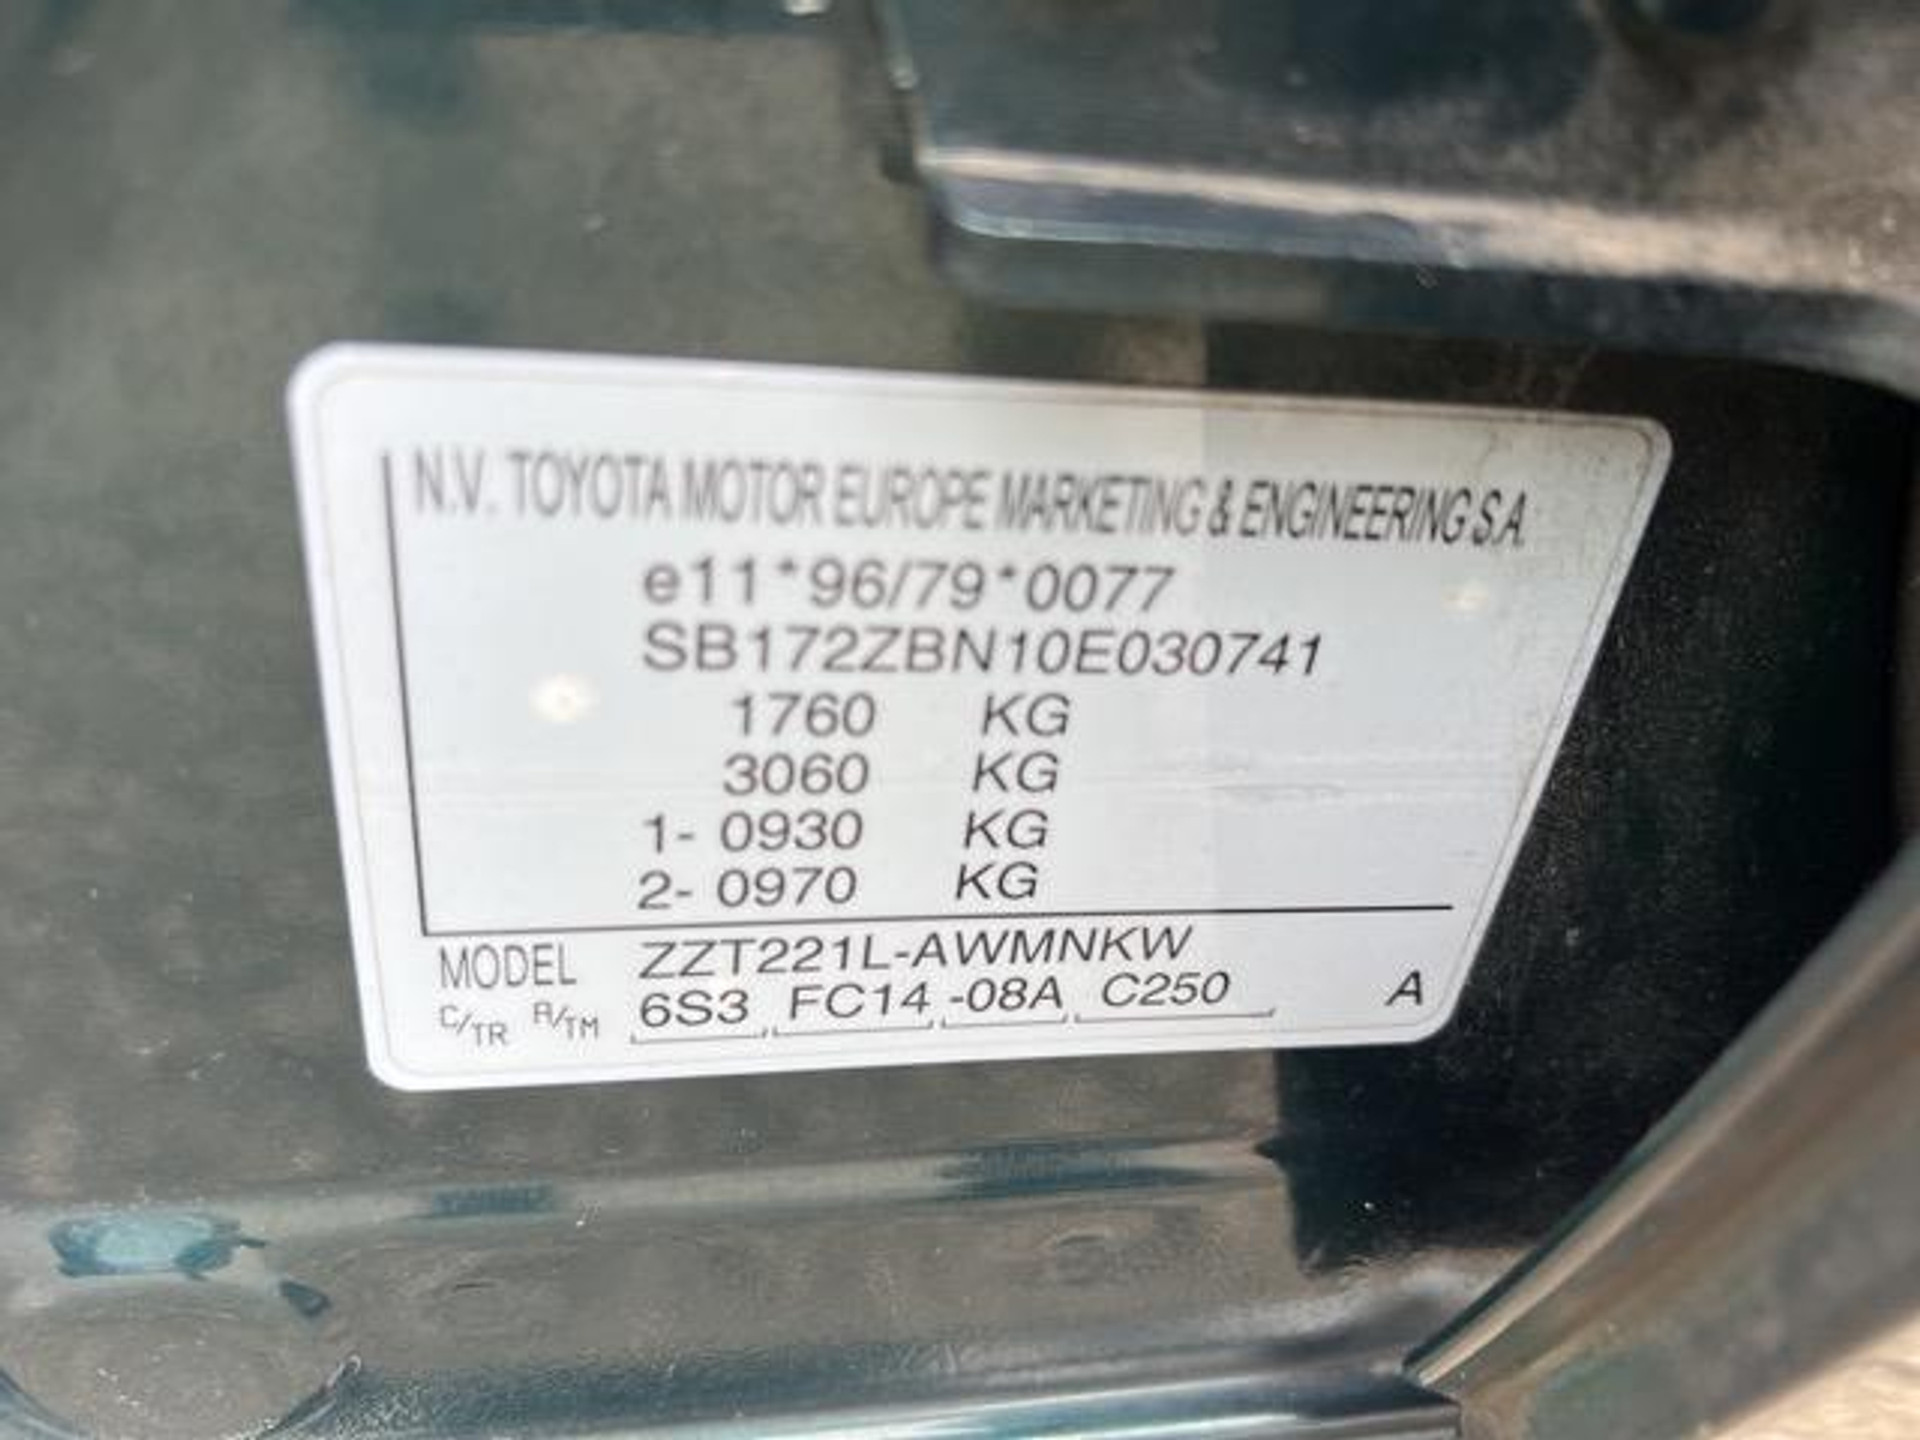 N.V. TOYOTA MOTOR EUROPE MARKETING & ENGINEERING S.A.
e11*96/79*0077
SB172ZBN10E030741
1760 KG
3060 KG
1- 0930 KG
2- 0970 KG
MODEL ZZT221L-AWMNKW
C/TR A/TM 6S3 FC14 -08A C250 A